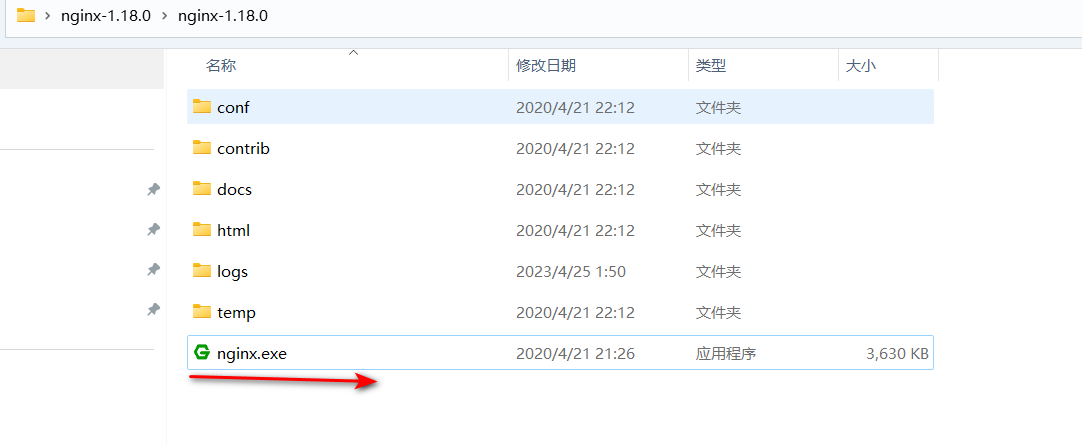 nginx-1.18.0 > nginx-1.18.0
名称 修改日期 类型 大小
conf 2020/4/21 22:12 文件夹
contrib 2020/4/21 22:12 文件夹
docs 2020/4/21 22:12 文件夹
html 2020/4/21 22:12 文件夹
logs 2023/4/25 1:50 文件夹
temp 2020/4/21 22:12 文件夹
nginx.exe 2020/4/21 21:26 应用程序 3,630 KB